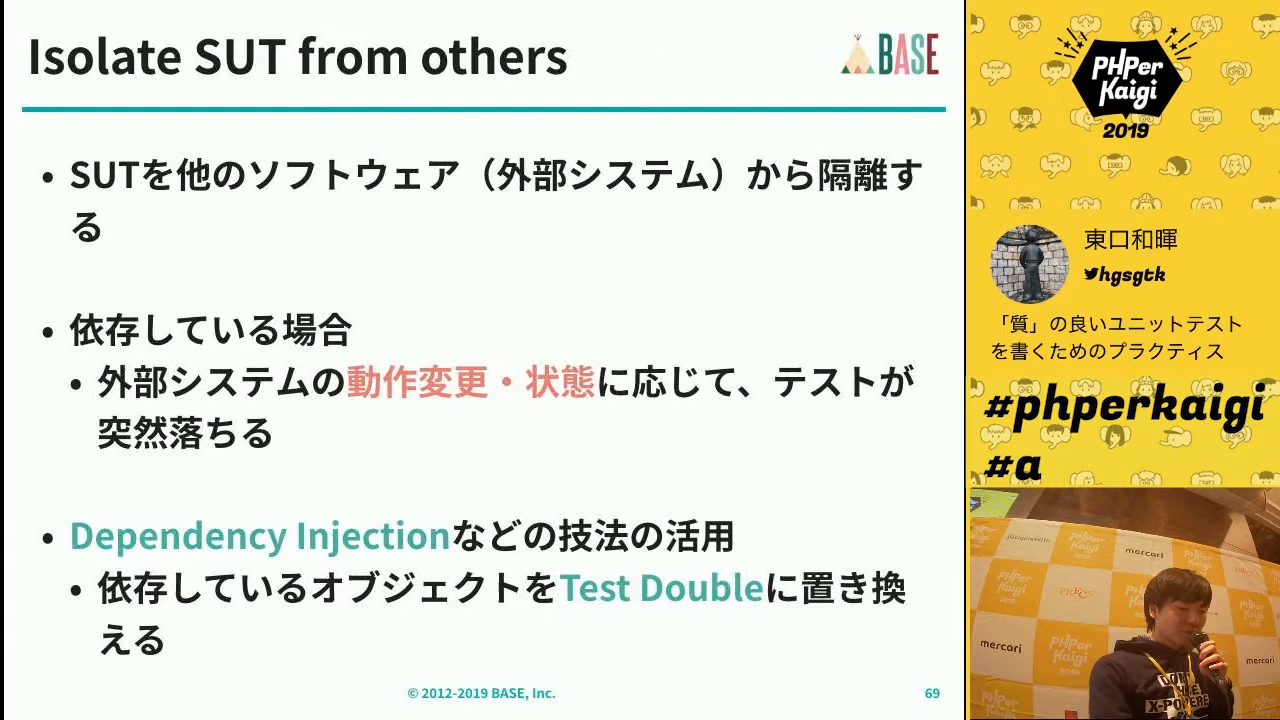 Isolate SUT from others
BASE
• SUTを他のソフトウェア（外部システム）から隔離す
る
• 依存している場合
• 外部システムの動作変更・状態に応じて、テストが
突然落ちる
• Dependency Injectionなどの技法の活用
• 依存しているオブジェクトをTest Doubleに置き換
える
© 2012-2019 BASE, Inc.
69
PHPer
Kaigi
2019
東口和暉
hgsgtk
「質」の良いユニットテスト
を書くためのプラクティス
#phperkaigi
#a
mercari
PHPer
Kaigi
mercari
PHPer
Kaigi
mercari